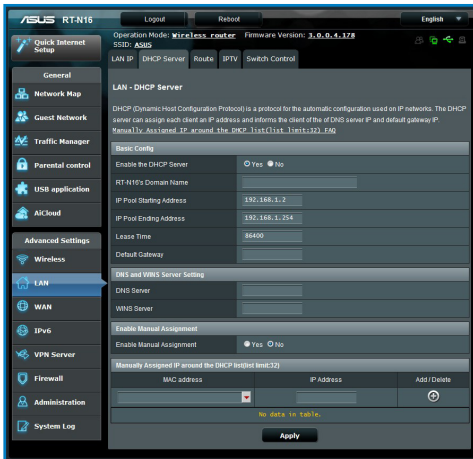 ASUS RT-N16
Logout
Reboot
English
Quick Internet Setup
Operation Mode: Wireless router Firmware Version: 3.0.0.4.178
SSID: ASUS
LAN IP DHCP Server Route IPTV Switch Control
General
Network Map
Guest Network
Traffic Manager
Parental control
USB application
AiCloud
Advanced Settings
Wireless
LAN
WAN
IPv6
VPN Server
Firewall
Administration
System Log
LAN - DHCP Server
DHCP (Dynamic Host Configuration Protocol) is a protocol for the automatic configuration used on IP networks. The DHCP
server can assign each client an IP address and informs the client of the of DNS server IP and default gateway IP.
Manually Assigned IP around the DHCP list(list limit:32) FAQ
Basic Config
Enable the DHCP Server Yes No
RT-N16's Domain Name
IP Pool Starting Address 192.168.1.2
IP Pool Ending Address 192.168.1.254
Lease Time 86400
Default Gateway
DNS and WINS Server Setting
DNS Server
WINS Server
Enable Manual Assignment
Enable Manual Assignment Yes No
Manually Assigned IP around the DHCP list(list limit:32)
MAC address IP Address Add / Delete
No data in table.
Apply